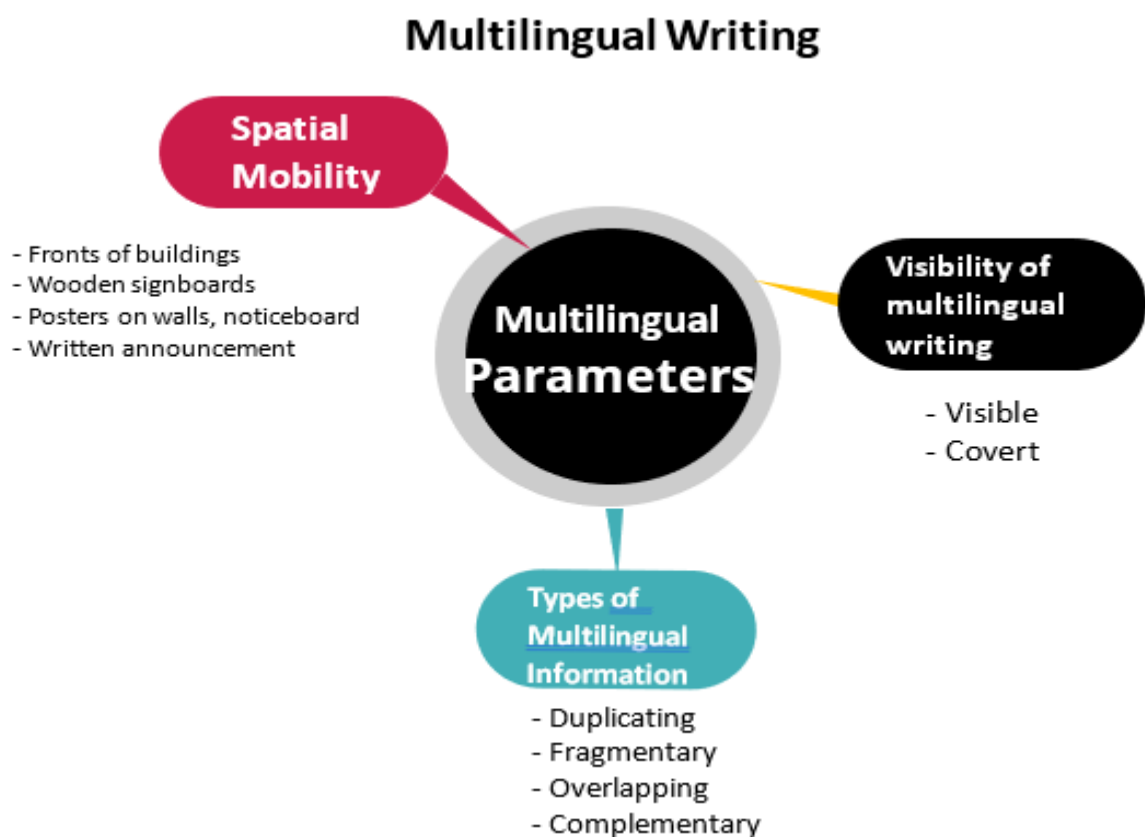 Multilingual Writing
Spatial
Mobility
- Fronts of buildings
- Wooden signboards
- Posters on walls, noticeboard
- Written announcement
Multilingual
Parameters
Visibility of
multilingual
writing
- Visible
- Covert
Types of
Multilingual
Information
- Duplicating
- Fragmentary
- Overlapping
- Complementary